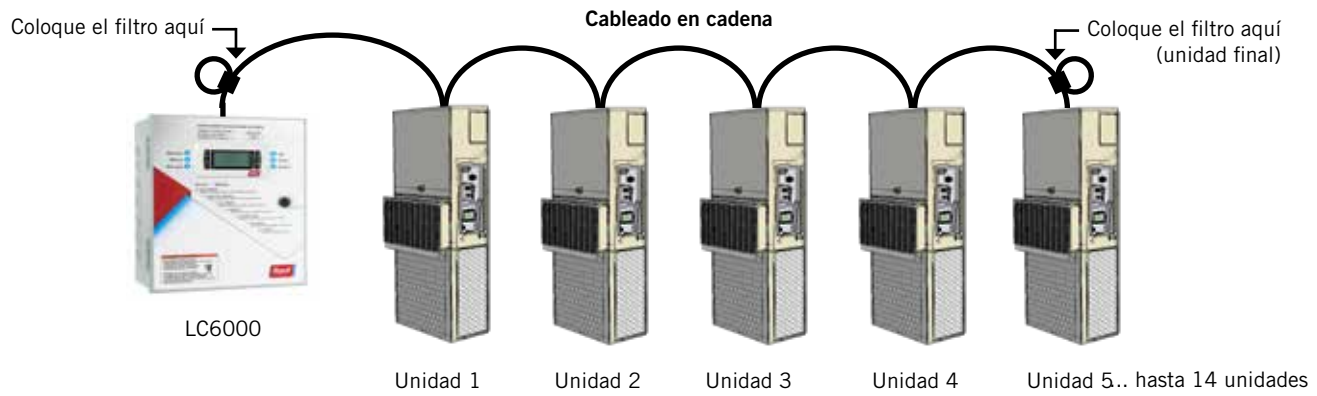 Cableado en cadena
Coloque el filtro aquí
Coloque el filtro aquí
(unidad final)
LC6000
Unidad 1
Unidad 2
Unidad 3
Unidad 4
Unidad 5... hasta 14 unidades